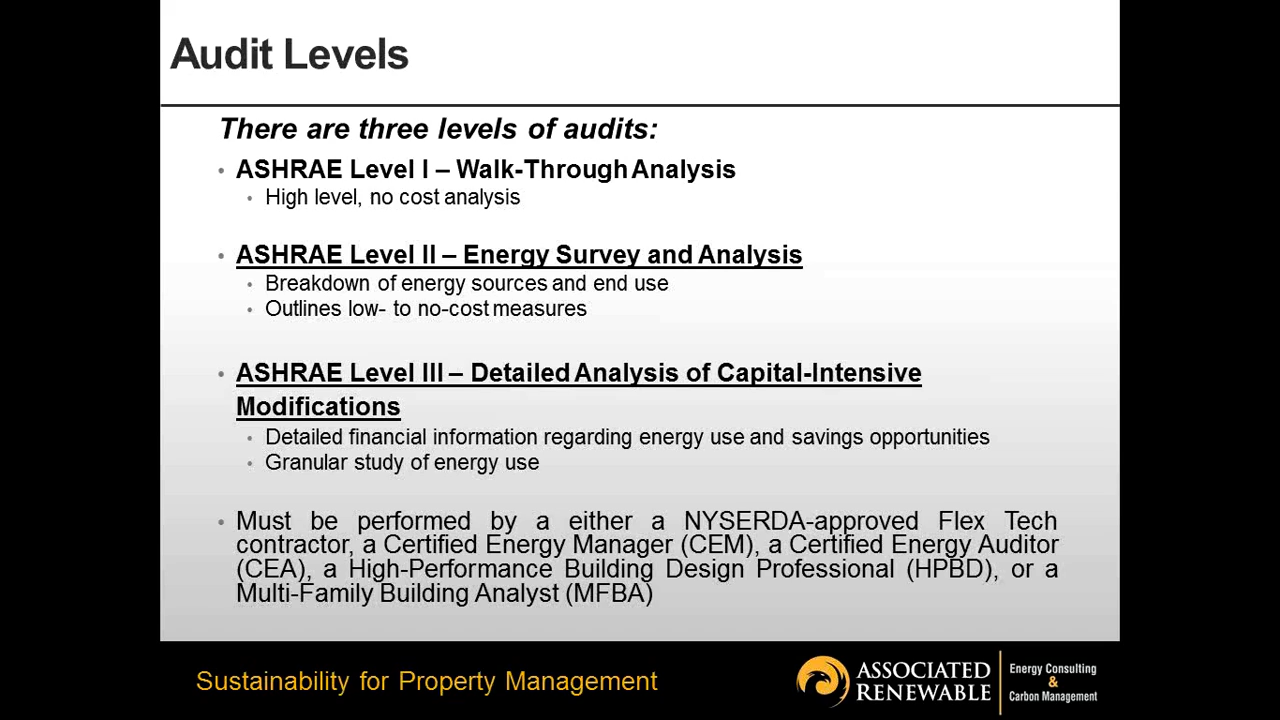 Audit Levels
There are three levels of audits:
• ASHRAE Level I – Walk-Through Analysis
• High level, no cost analysis
• ASHRAE Level II – Energy Survey and Analysis
• Breakdown of energy sources and end use
• Outlines low- to no-cost measures
• ASHRAE Level III – Detailed Analysis of Capital-Intensive
Modifications
• Detailed financial information regarding energy use and savings opportunities
• Granular study of energy use
• Must be performed by a either a NYSERDA-approved Flex Tech
contractor, a Certified Energy Manager (CEM), a Certified Energy Auditor
(CEA), a High-Performance Building Design Professional (HPBD), or a
Multi-Family Building Analyst (MFBA)
Sustainability for Property Management
ASSOCIATED
RENEWABLE
Energy Consulting
&
Carbon Management